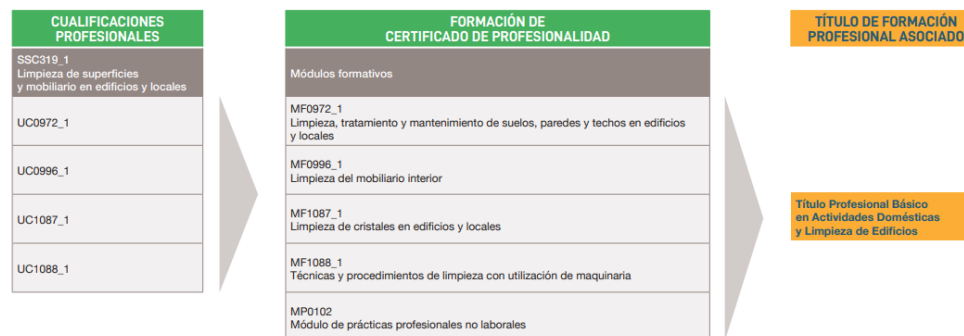 CUALIFICACIONES
PROFESIONALES
SSC319_1
Limpieza de superficies
y mobiliario en edificios y locales
UC0972_1
UC0996_1
UC1087_1
UC1088_1
FORMACIÓN DE
CERTIFICADO DE PROFESIONALIDAD
Módulos formativos
MF0972_1
Limpieza, tratamiento y mantenimiento de suelos, paredes y techos en edificios
y locales
MF0996_1
Limpieza del mobiliario interior
MF1087_1
Limpieza de cristales en edificios y locales
MF1088_1
Técnicas y procedimientos de limpieza con utilización de maquinaria
MP0102
Módulo de prácticas profesionales no laborales
TÍTULO DE FORMACIÓN
PROFESIONAL ASOCIADO
Título Profesional Básico
en Actividades Domésticas
y Limpieza de Edificios